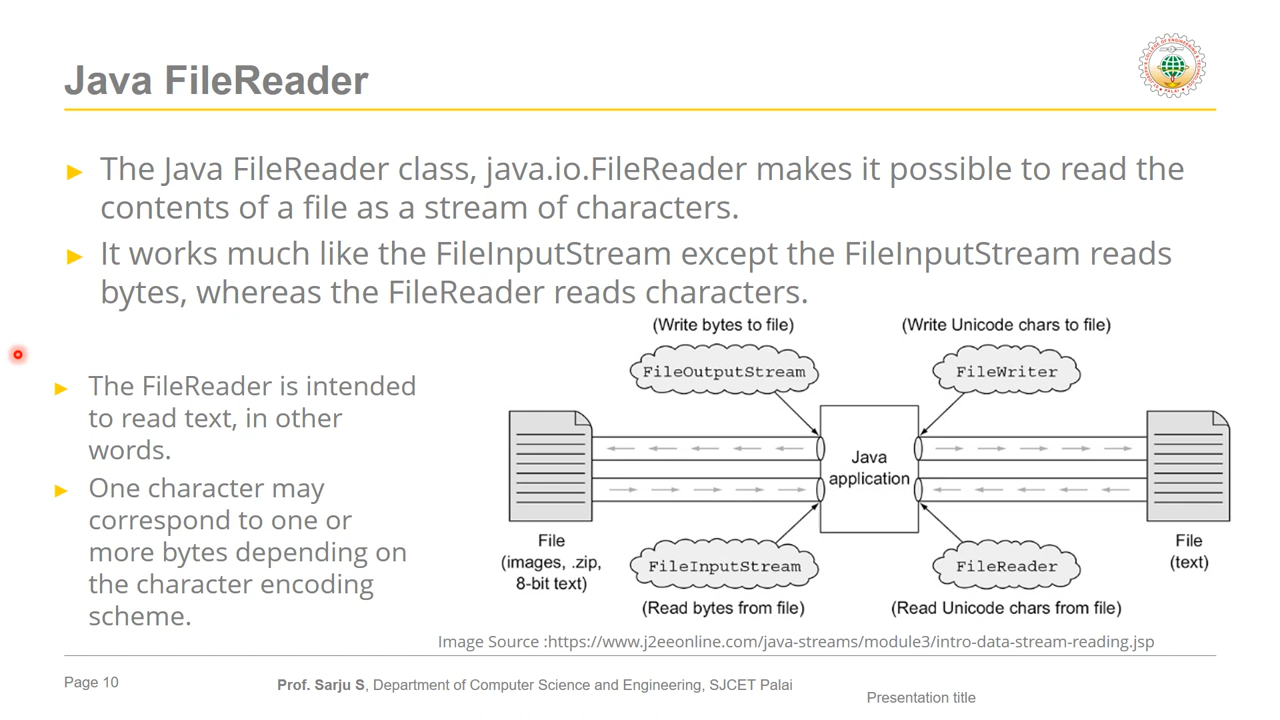 Java FileReader
The Java FileReader class, java.io.FileReader makes it possible to read the
contents of a file as a stream of characters.
It works much like the FileInputStream except the FileInputStream reads
bytes, whereas the FileReader reads characters.
The FileReader is intended
to read text, in other
words.
One character may
correspond to one or
more bytes depending on
the character encoding
scheme.
(Write bytes to file)
(Write Unicode chars to file)
FileOutputStream
FileWriter
Java
application
File
(images, .zip,
8-bit text)
File
(text)
FileInputStream
FileReader
(Read bytes from file)
(Read Unicode chars from file)
Image Source :https://www.j2eeonline.com/java-streams/module3/intro-data-stream-reading.jsp
Page 10
Prof. Sarju S, Department of Computer Science and Engineering, SJCET Palai
Presentation title